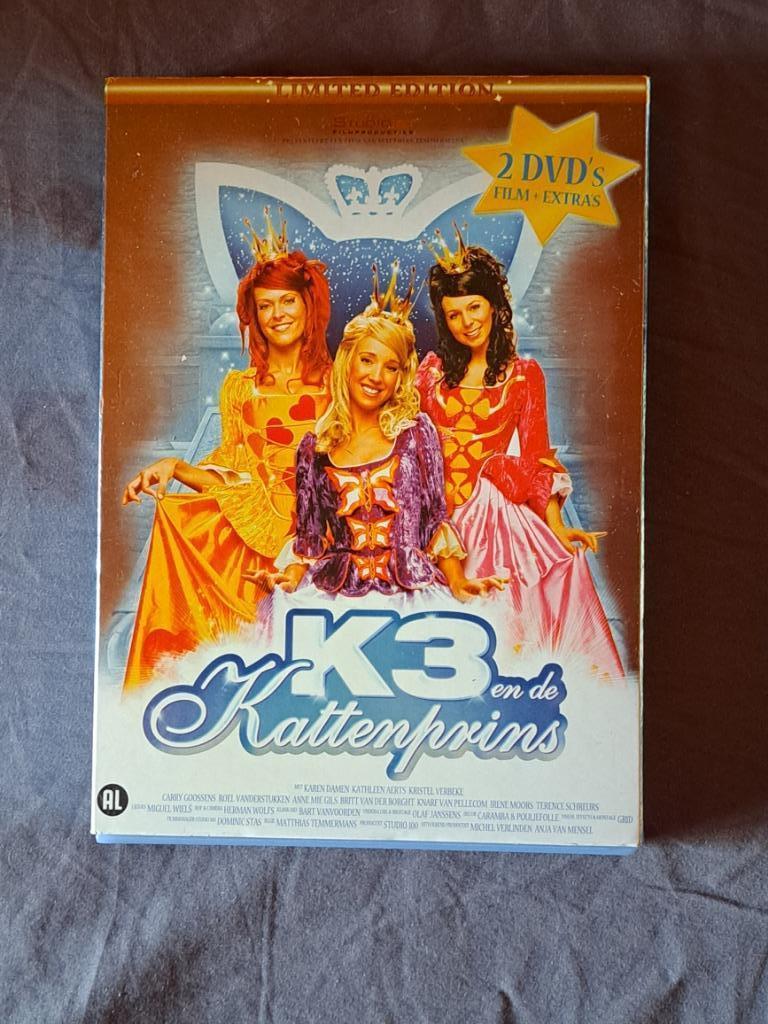 LIMITED EDITION
STUDIO
FILMPRODUCTIES
2 DVD's
FILM + EXTRAS
K3
en de
Kattenprins
MET KAREN DAMEN KATHLEEN AERTS KRISTEL VERBEKE
CARRY GOOSSENS ROEL VANDERSTUKKEN ANNE MIE GILS BRITT VAN DER BORGHT KNARF VAN PELLECOM IRENE MOORS TERENCE SCHREURS
MIGUEL WIELS HERMAN WOLFS BART VANVOORDEN OLAF JANSSENS CARAMBA & POULIEFOLLE GRID
DOMINIC STAS MATTHIAS TEMMERMANS STUDIO 100 MICHEL VERLINDEN ANJA VAN MENSEL
AL